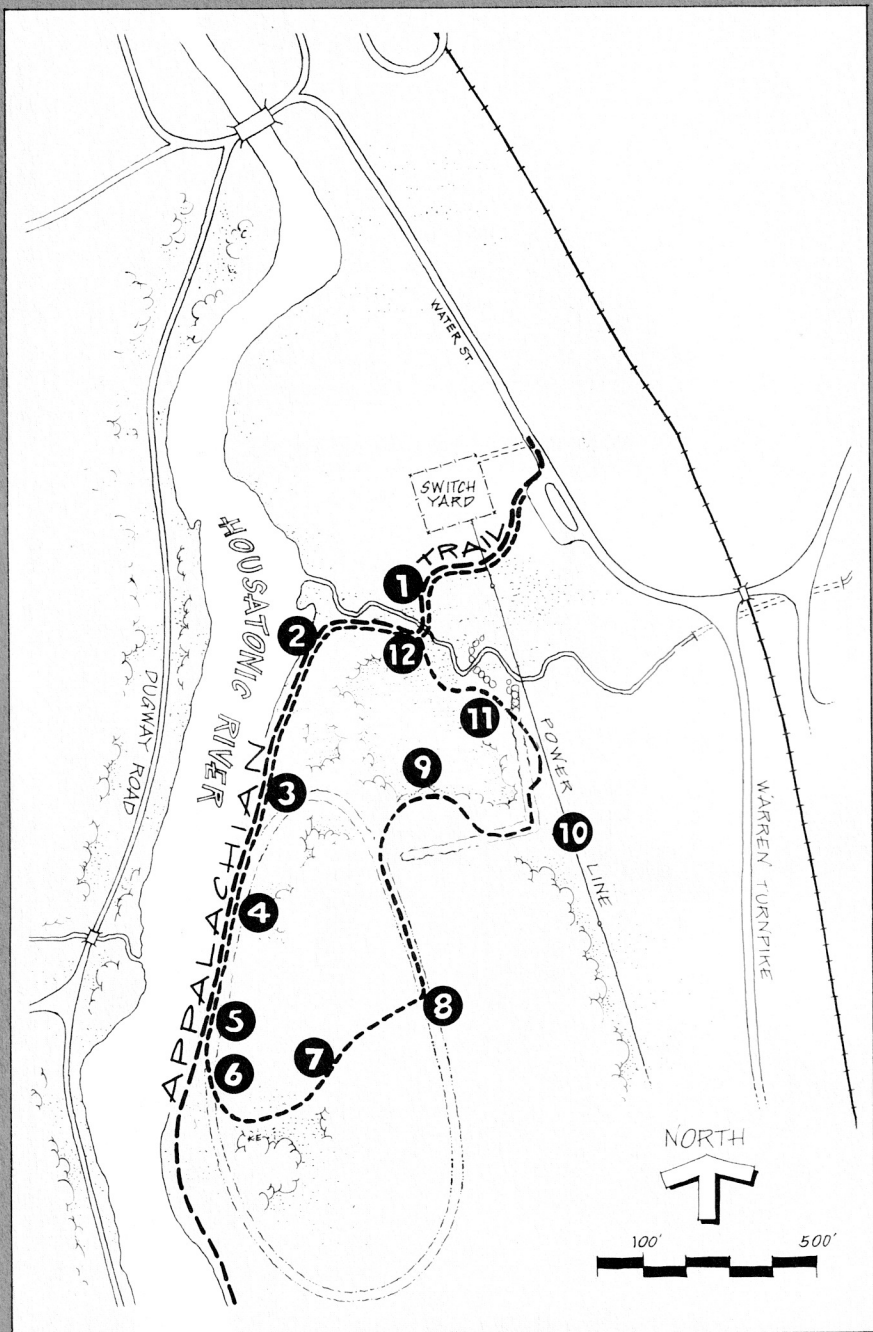 WATER ST.
SWITCH
YARD
TRAIL
1
HOUSATONIC RIVER
2
12
11
POWER
LINE
9
3
10
DUGWAY ROAD
APPALACHIAN
WARREN TURNPIKE
4
8
5
7
6
NORTH
100'
500'